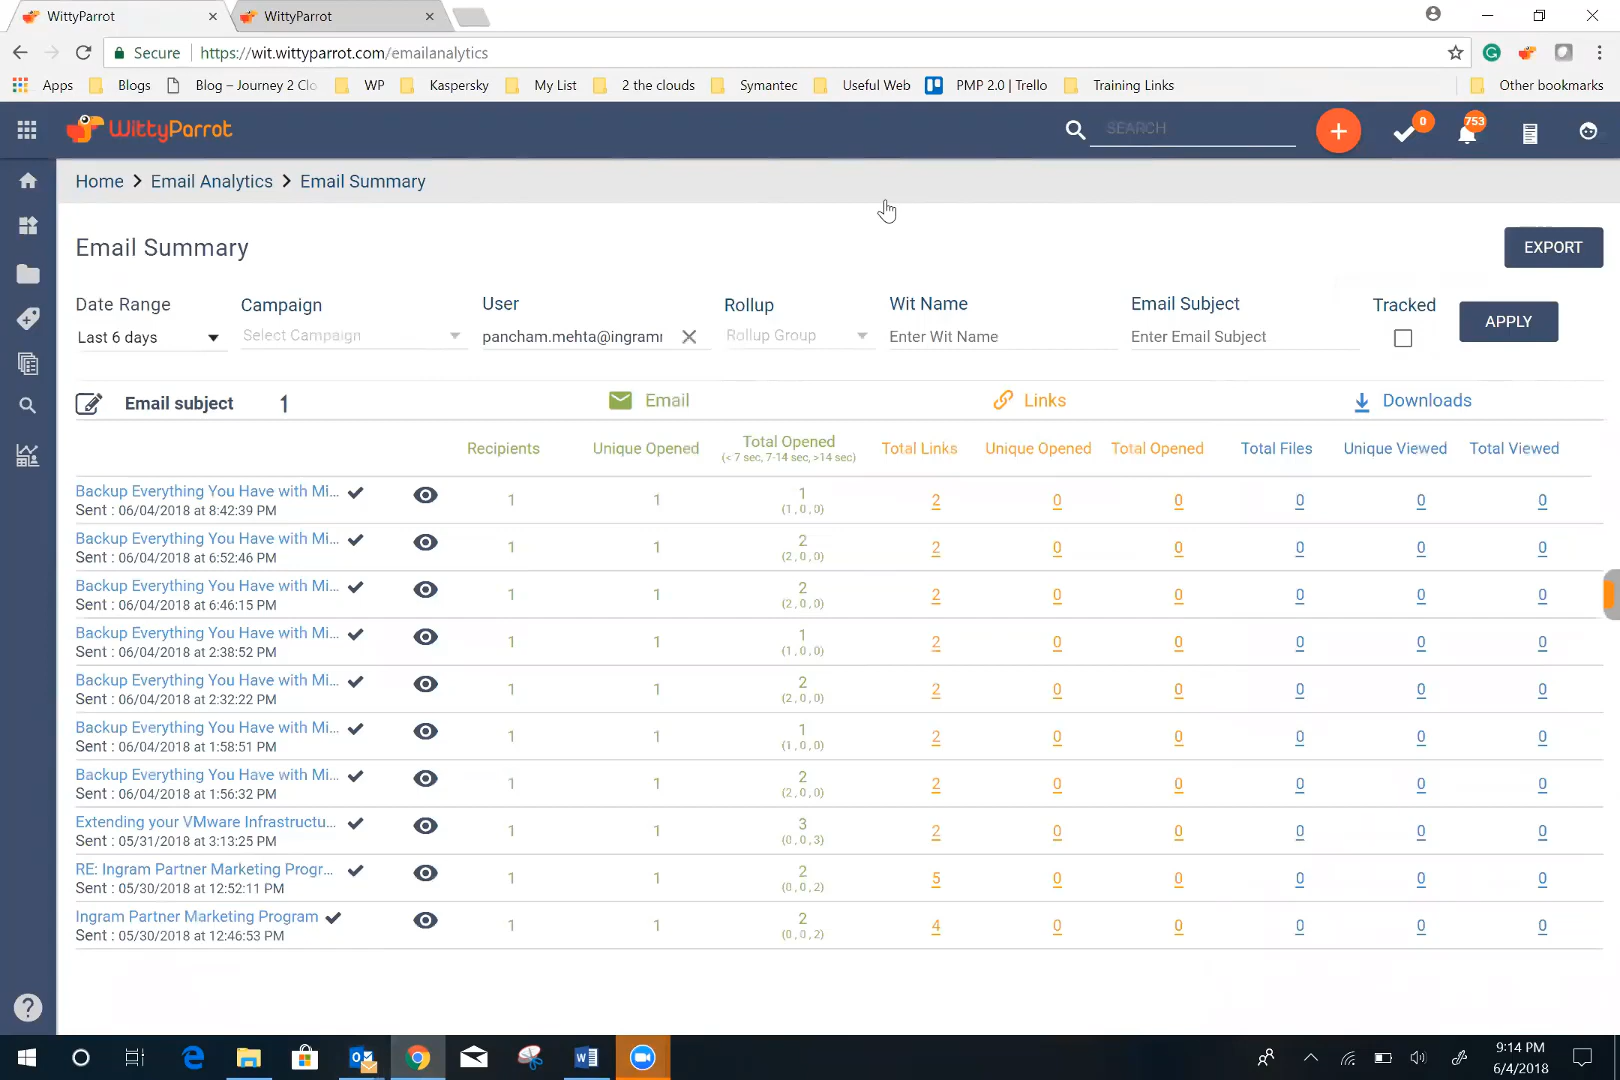 WittyParrot
WittyParrot
Secure https://wit.wittyparrot.com/emailanalytics
Apps Blogs Blog – Journey 2 Clo WP Kaspersky My List 2 the clouds Symantec Useful Web PMP 2.0 | Trello Training Links Other bookmarks
WittyParrot SEARCH 0 753
Home Email Analytics Email Summary
Email Summary EXPORT
Date Range Campaign User Rollup Wit Name Email Subject Tracked
Last 6 days Select Campaign pancham.mehta@ingrami Rollup Group Enter Wit Name Enter Email Subject APPLY
Email subject Email Links Downloads
Recipients Unique Opened Total Opened Total Links Unique Opened Total Opened Total Files Unique Viewed Total Viewed
(< 7 sec, 7-14 sec, >14 sec)
Backup Everything You Have with Mi... 1 1 1 2 0 0 0 0 0
Sent : 06/04/2018 at 8:42:39 PM (1, 0, 0)
Backup Everything You Have with Mi... 1 1 2 2 0 0 0 0 0
Sent : 06/04/2018 at 6:52:46 PM (2, 0, 0)
Backup Everything You Have with Mi... 1 1 2 2 0 0 0 0 0
Sent : 06/04/2018 at 6:46:15 PM (2, 0, 0)
Backup Everything You Have with Mi... 1 1 1 2 0 0 0 0 0
Sent : 06/04/2018 at 2:38:52 PM (1, 0, 0)
Backup Everything You Have with Mi... 1 1 2 2 0 0 0 0 0
Sent : 06/04/2018 at 2:32:22 PM (2, 0, 0)
Backup Everything You Have with Mi... 1 1 1 2 0 0 0 0 0
Sent : 06/04/2018 at 1:58:51 PM (1, 0, 0)
Backup Everything You Have with Mi... 1 1 2 2 0 0 0 0 0
Sent : 06/04/2018 at 1:56:32 PM (2, 0, 0)
Extending your VMware Infrastructu... 1 1 3 2 0 0 0 0 0
Sent : 05/31/2018 at 3:13:25 PM (0, 0, 3)
RE: Ingram Partner Marketing Progr... 1 1 2 5 0 0 0 0 0
Sent : 05/30/2018 at 12:52:11 PM (0, 0, 2)
Ingram Partner Marketing Program 1 1 2 4 0 0 0 0 0
Sent : 05/30/2018 at 12:46:53 PM (0, 0, 2)
9:14 PM
6/4/2018